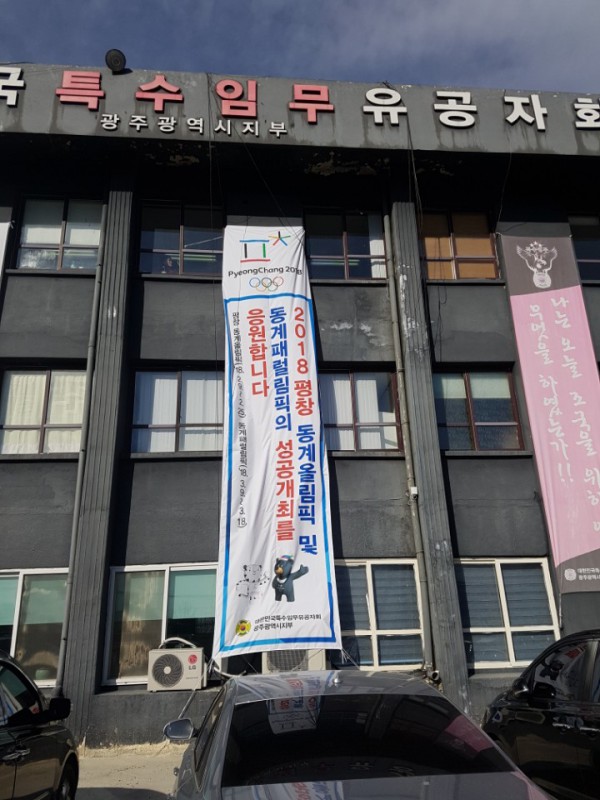 국 특수임무유공자회
광주광역시지부
PyeongChang 2018
2018 평창 동계올림픽 및
동계패럴림픽의 성공개최를
응원합니다
대한민국특수임무유공자회
광주광역시지부
LG
나는 오늘 조국을 위하
무엇을 하였는가!!